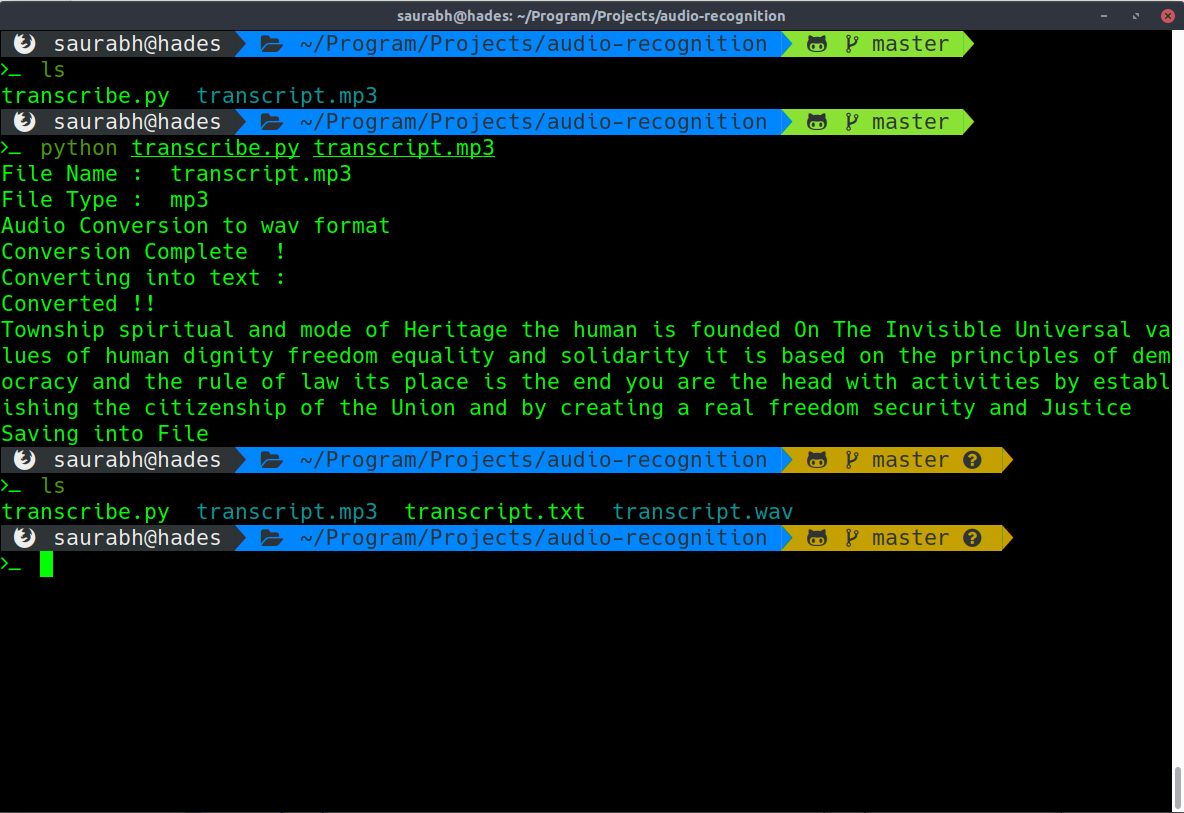 saurabh@hades: ~/Program/Projects/audio-recognition
saurabh@hades ~/Program/Projects/audio-recognition master
>_ ls
transcribe.py transcript.mp3
saurabh@hades ~/Program/Projects/audio-recognition master
>_ python transcribe.py transcript.mp3
File Name :  transcript.mp3
File Type :  mp3
Audio Conversion to wav format
Conversion Complete  !
Converting into text :
Converted !!
Township spiritual and mode of Heritage the human is founded On The Invisible Universal va
lues of human dignity freedom equality and solidarity it is based on the principles of dem
ocracy and the rule of law its place is the end you are the head with activities by establ
ishing the citizenship of the Union and by creating a real freedom security and Justice
Saving into File
saurabh@hades ~/Program/Projects/audio-recognition master ?
>_ ls
transcribe.py transcript.mp3 transcript.txt transcript.wav
saurabh@hades ~/Program/Projects/audio-recognition master ?
>_